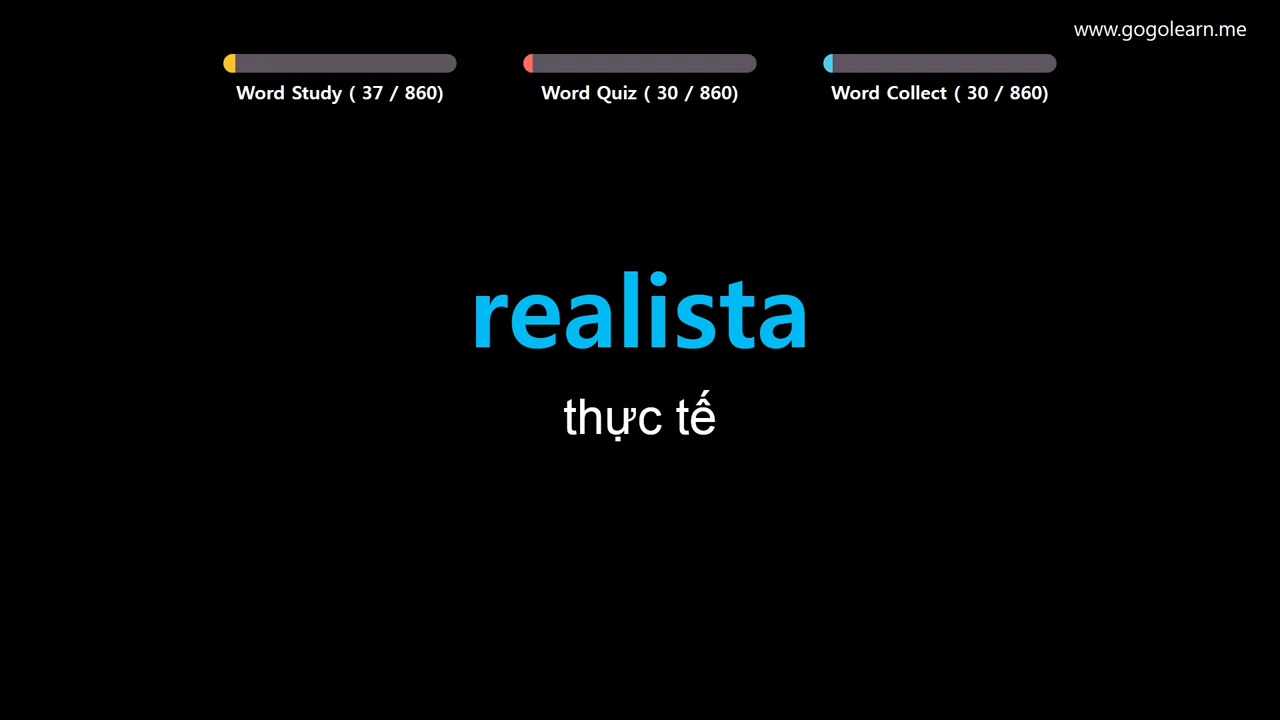 www.gogolearn.me
Word Study ( 37 / 860)
Word Quiz ( 30 / 860)
Word Collect ( 30 / 860)
realista
thực tế